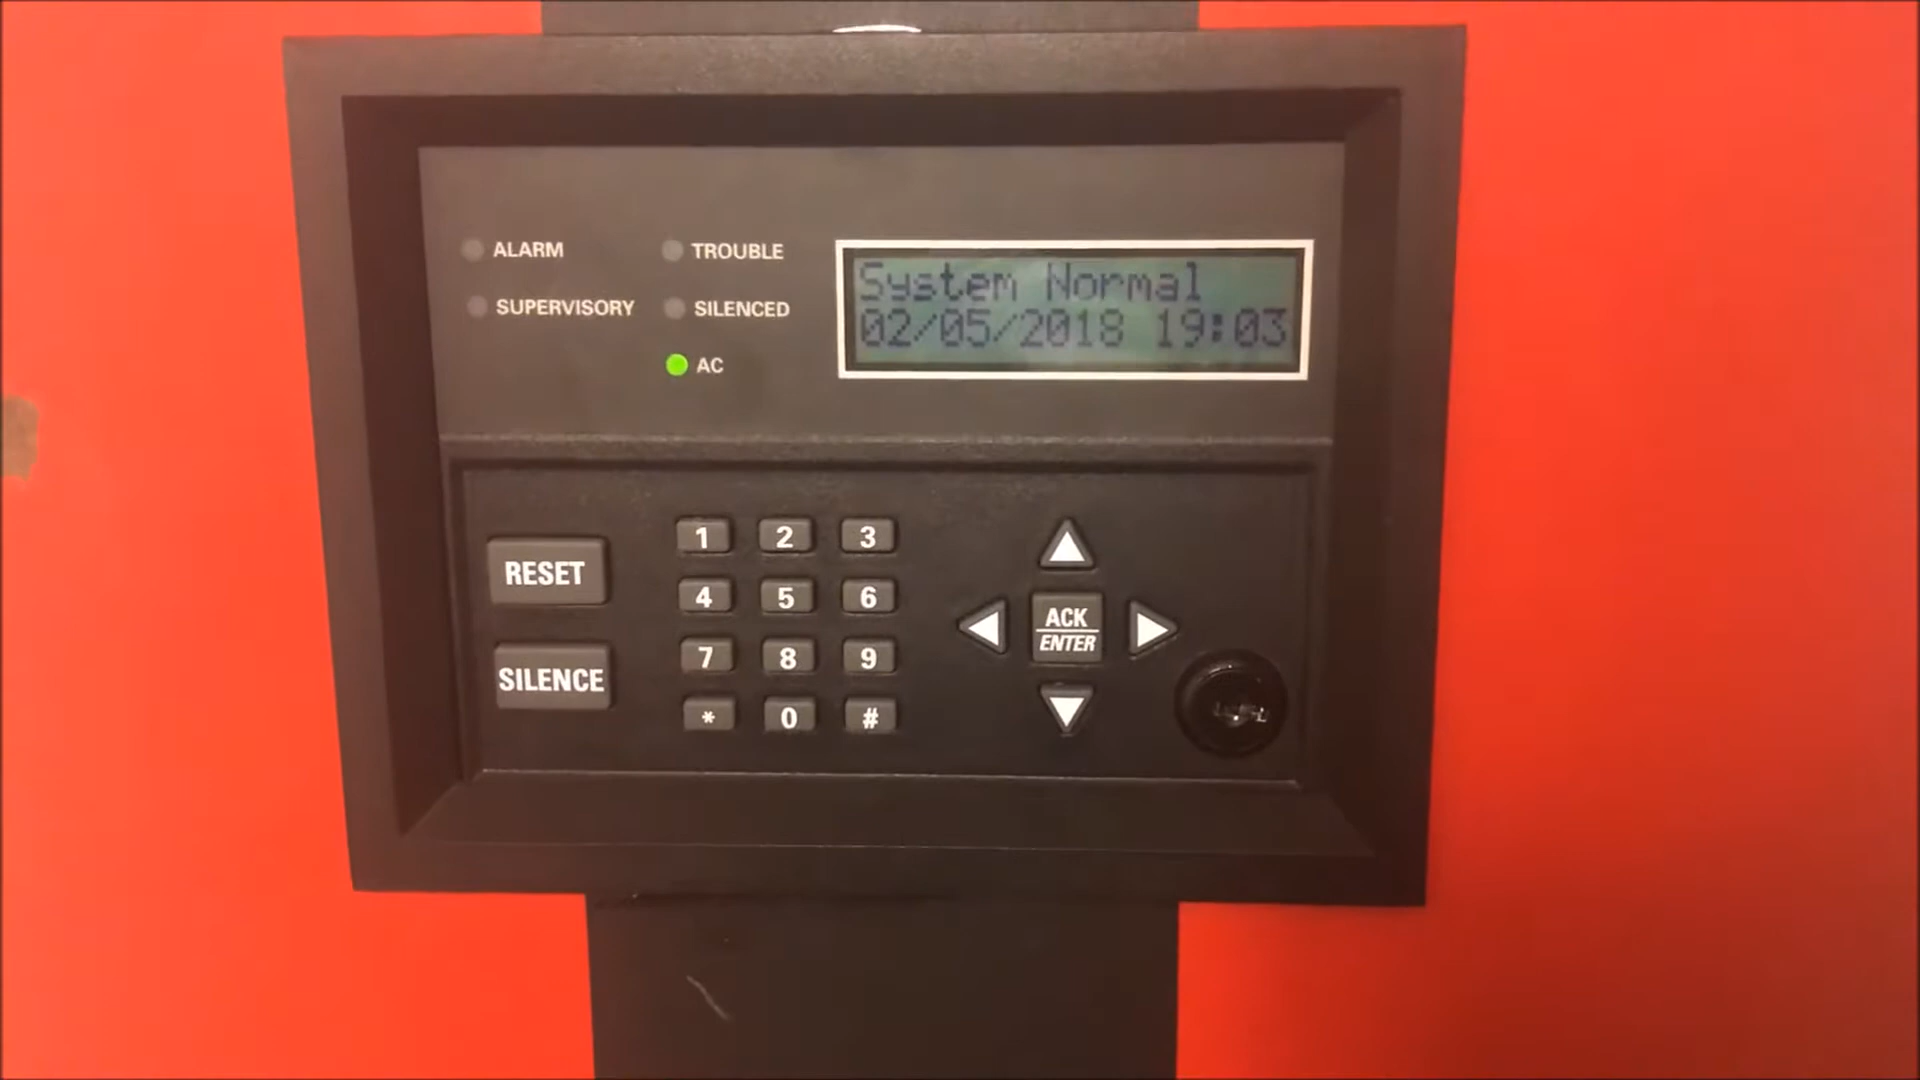 ALARM
TROUBLE
SUPERVISORY
SILENCED
AC
System Normal
02/05/2018 19:03
RESET
SILENCE
1 2 3
4 5 6
7 8 9
* 0 #
ACK
ENTER